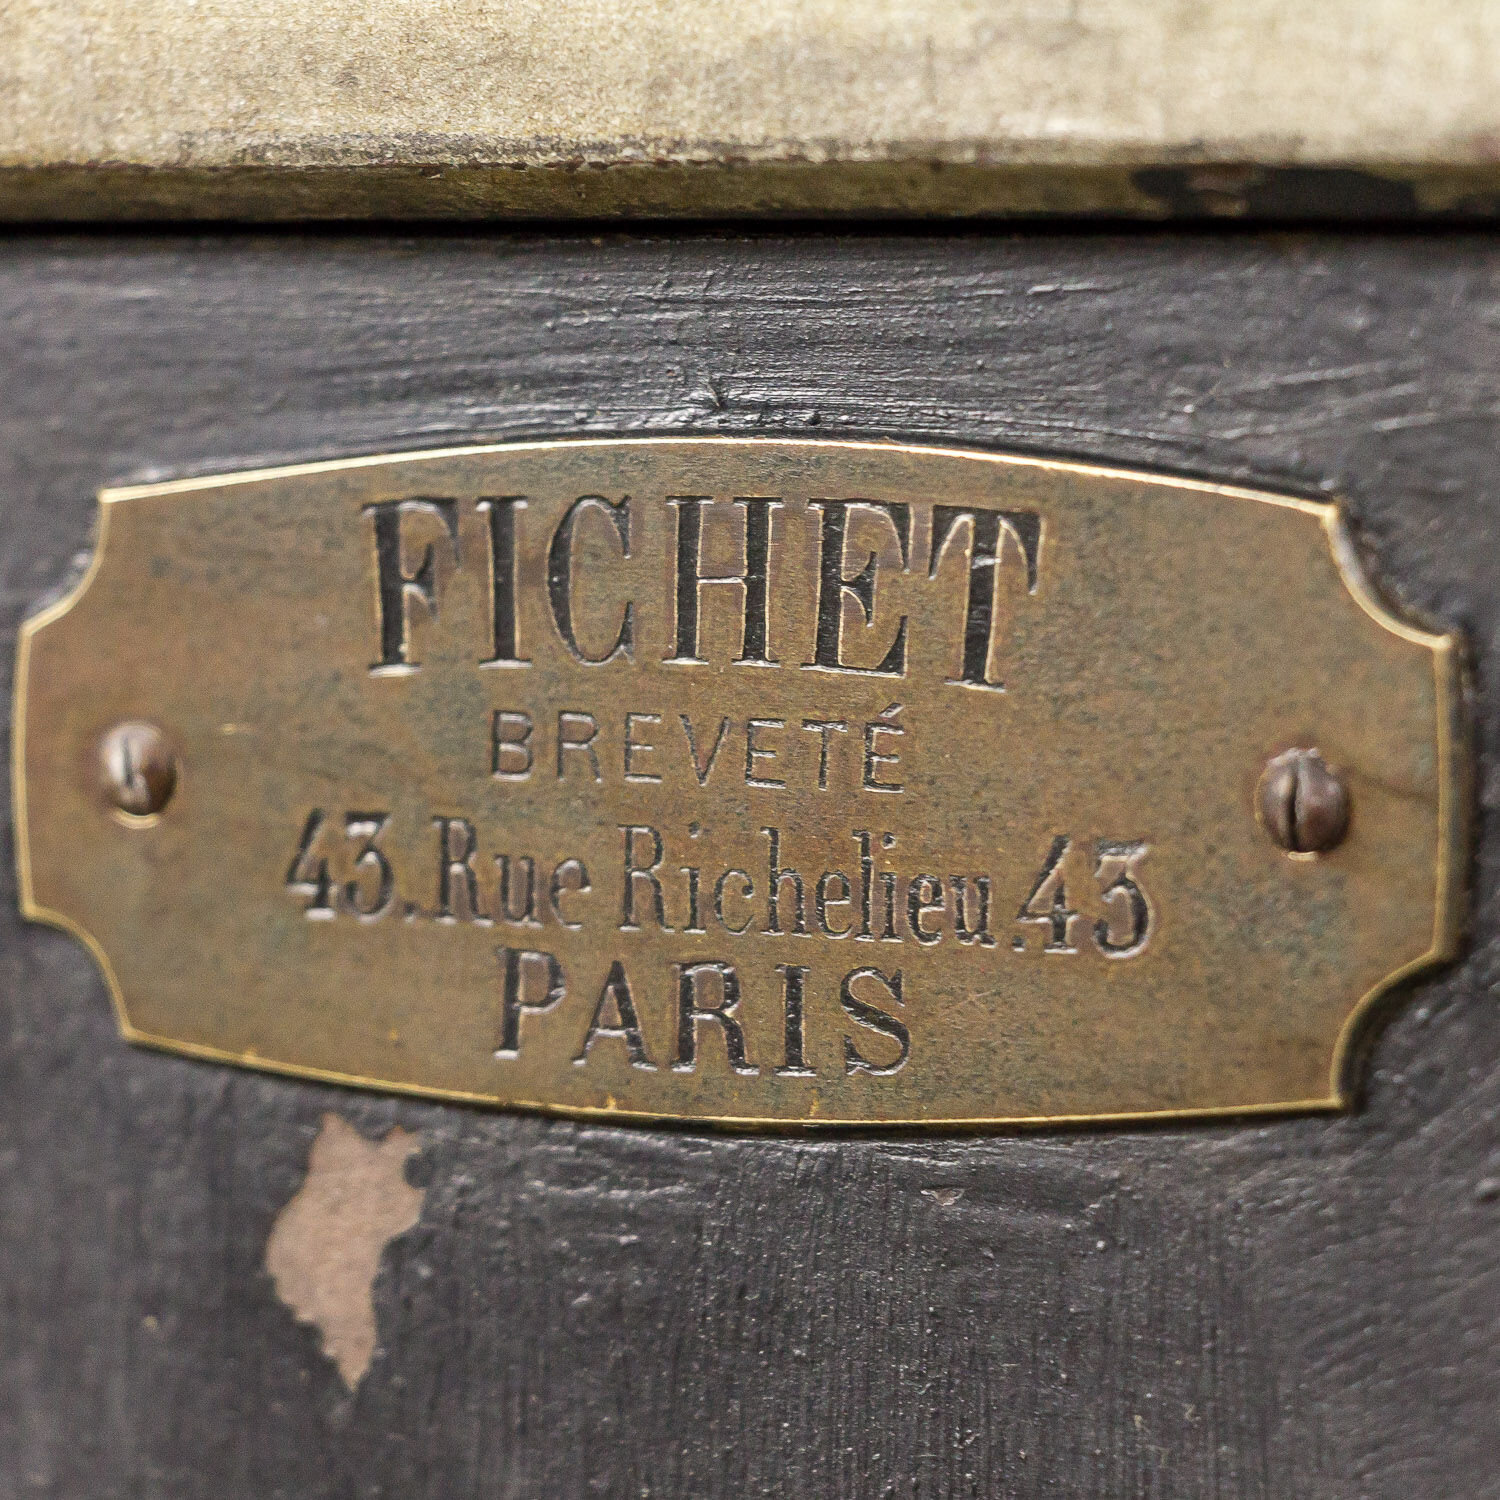 FICHET
BREVETÉ
43. Rue Richelieu. 43
PARIS